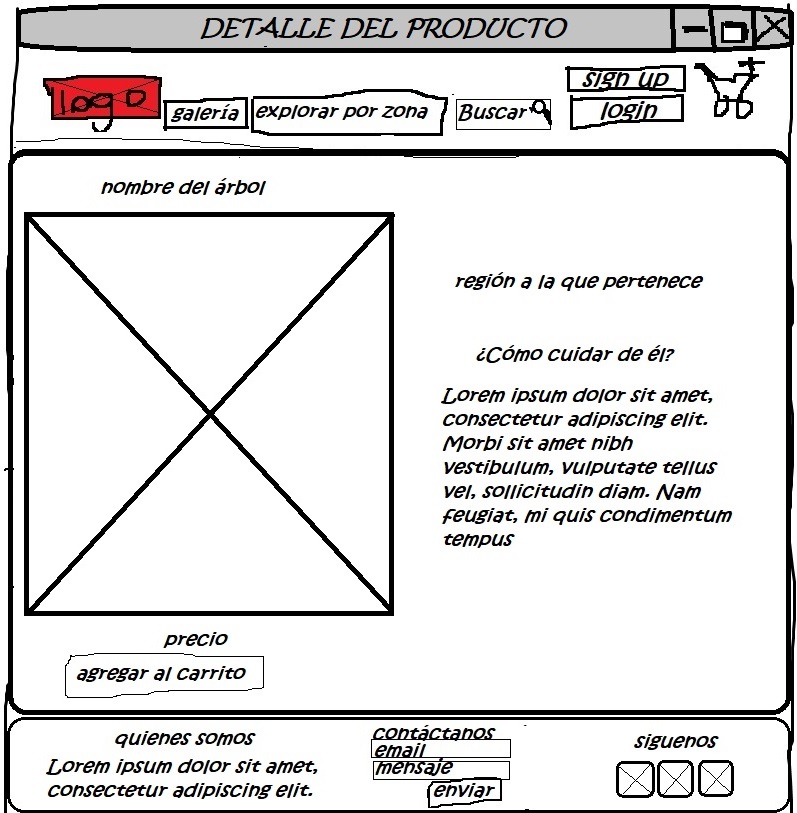 DETALLE DEL PRODUCTO
logo
galería
explorar por zona
Buscar
sign up
login
nombre del árbol
región a la que pertenece
¿Cómo cuidar de él?
Lorem ipsum dolor sit amet,
consectetur adipiscing elit.
Morbi sit amet nibh
vestibulum, vulputate tellus
vel, sollicitudin diam. Nam
feugiat, mi quis condimentum
tempus
precio
agregar al carrito
quienes somos
Lorem ipsum dolor sit amet,
consectetur adipiscing elit.
contáctanos
email
mensaje
enviar
siguenos